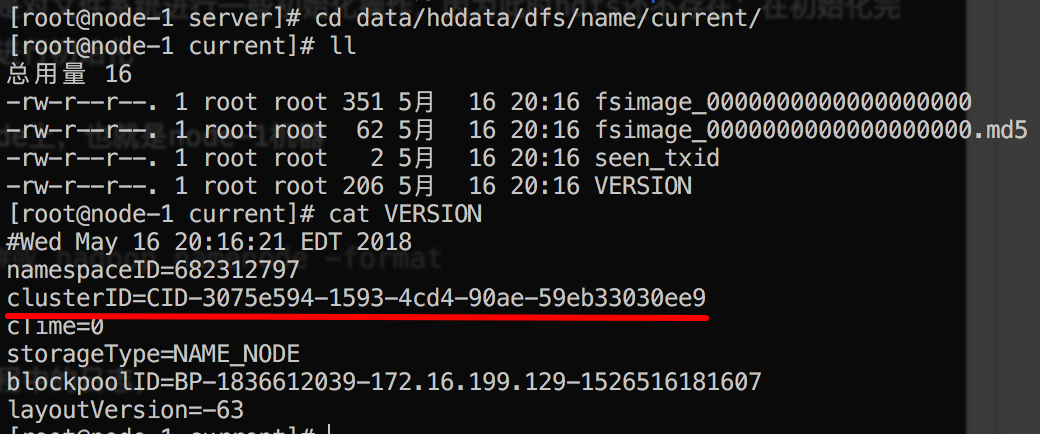 [root@node-1 server]# cd data/hddata/dfs/name/current/
[root@node-1 current]# ll
总用量 16
-rw-r--r--. 1 root root 351 5月  16 20:16 fsimage_0000000000000000000
-rw-r--r--. 1 root root  62 5月  16 20:16 fsimage_0000000000000000000.md5
-rw-r--r--. 1 root root   2 5月  16 20:16 seen_txid
-rw-r--r--. 1 root root 206 5月  16 20:16 VERSION
[root@node-1 current]# cat VERSION
#Wed May 16 20:16:21 EDT 2018
namespaceID=682312797
clusterID=CID-3075e594-1593-4cd4-90ae-59eb33030ee9
cTime=0
storageType=NAME_NODE
blockpoolID=BP-1836612039-172.16.199.129-1526516181607
layoutVersion=-63
[root@node-1 current]#